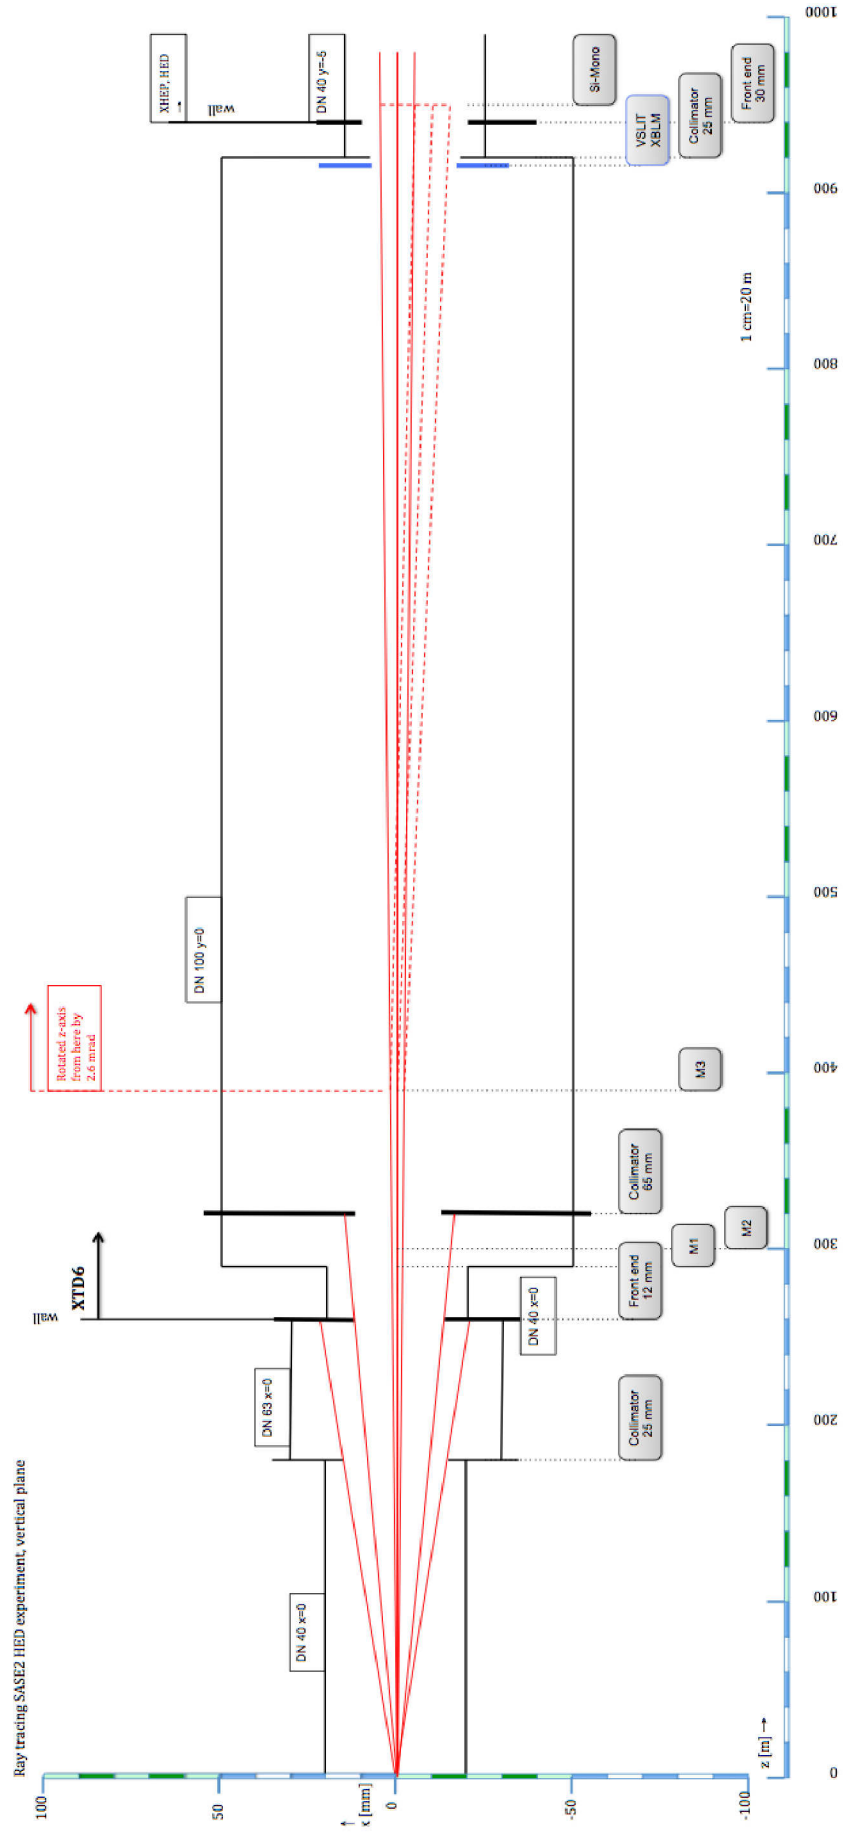 Ray tracing SASE2 HED experiment, vertical plane
100
50
0
-50
-100
↑
x [mm]
z [m] →
0
100
200
300
400
500
600
700
800
900
1000
1 cm=20 m
DN 40 x=0
DN 63 x=0
DN 40 x=0
wall
XTD6
Rotated z-axis
from here by
2.6 mrad
DN 100 y=0
DN 40 y=-5
wall
XHEP, HED
→
Collimator
25 mm
Front end
12 mm
M1
M2
Collimator
65 mm
M3
VSLIT
XBLM
Collimator
25 mm
Front end
30 mm
Si-Mono